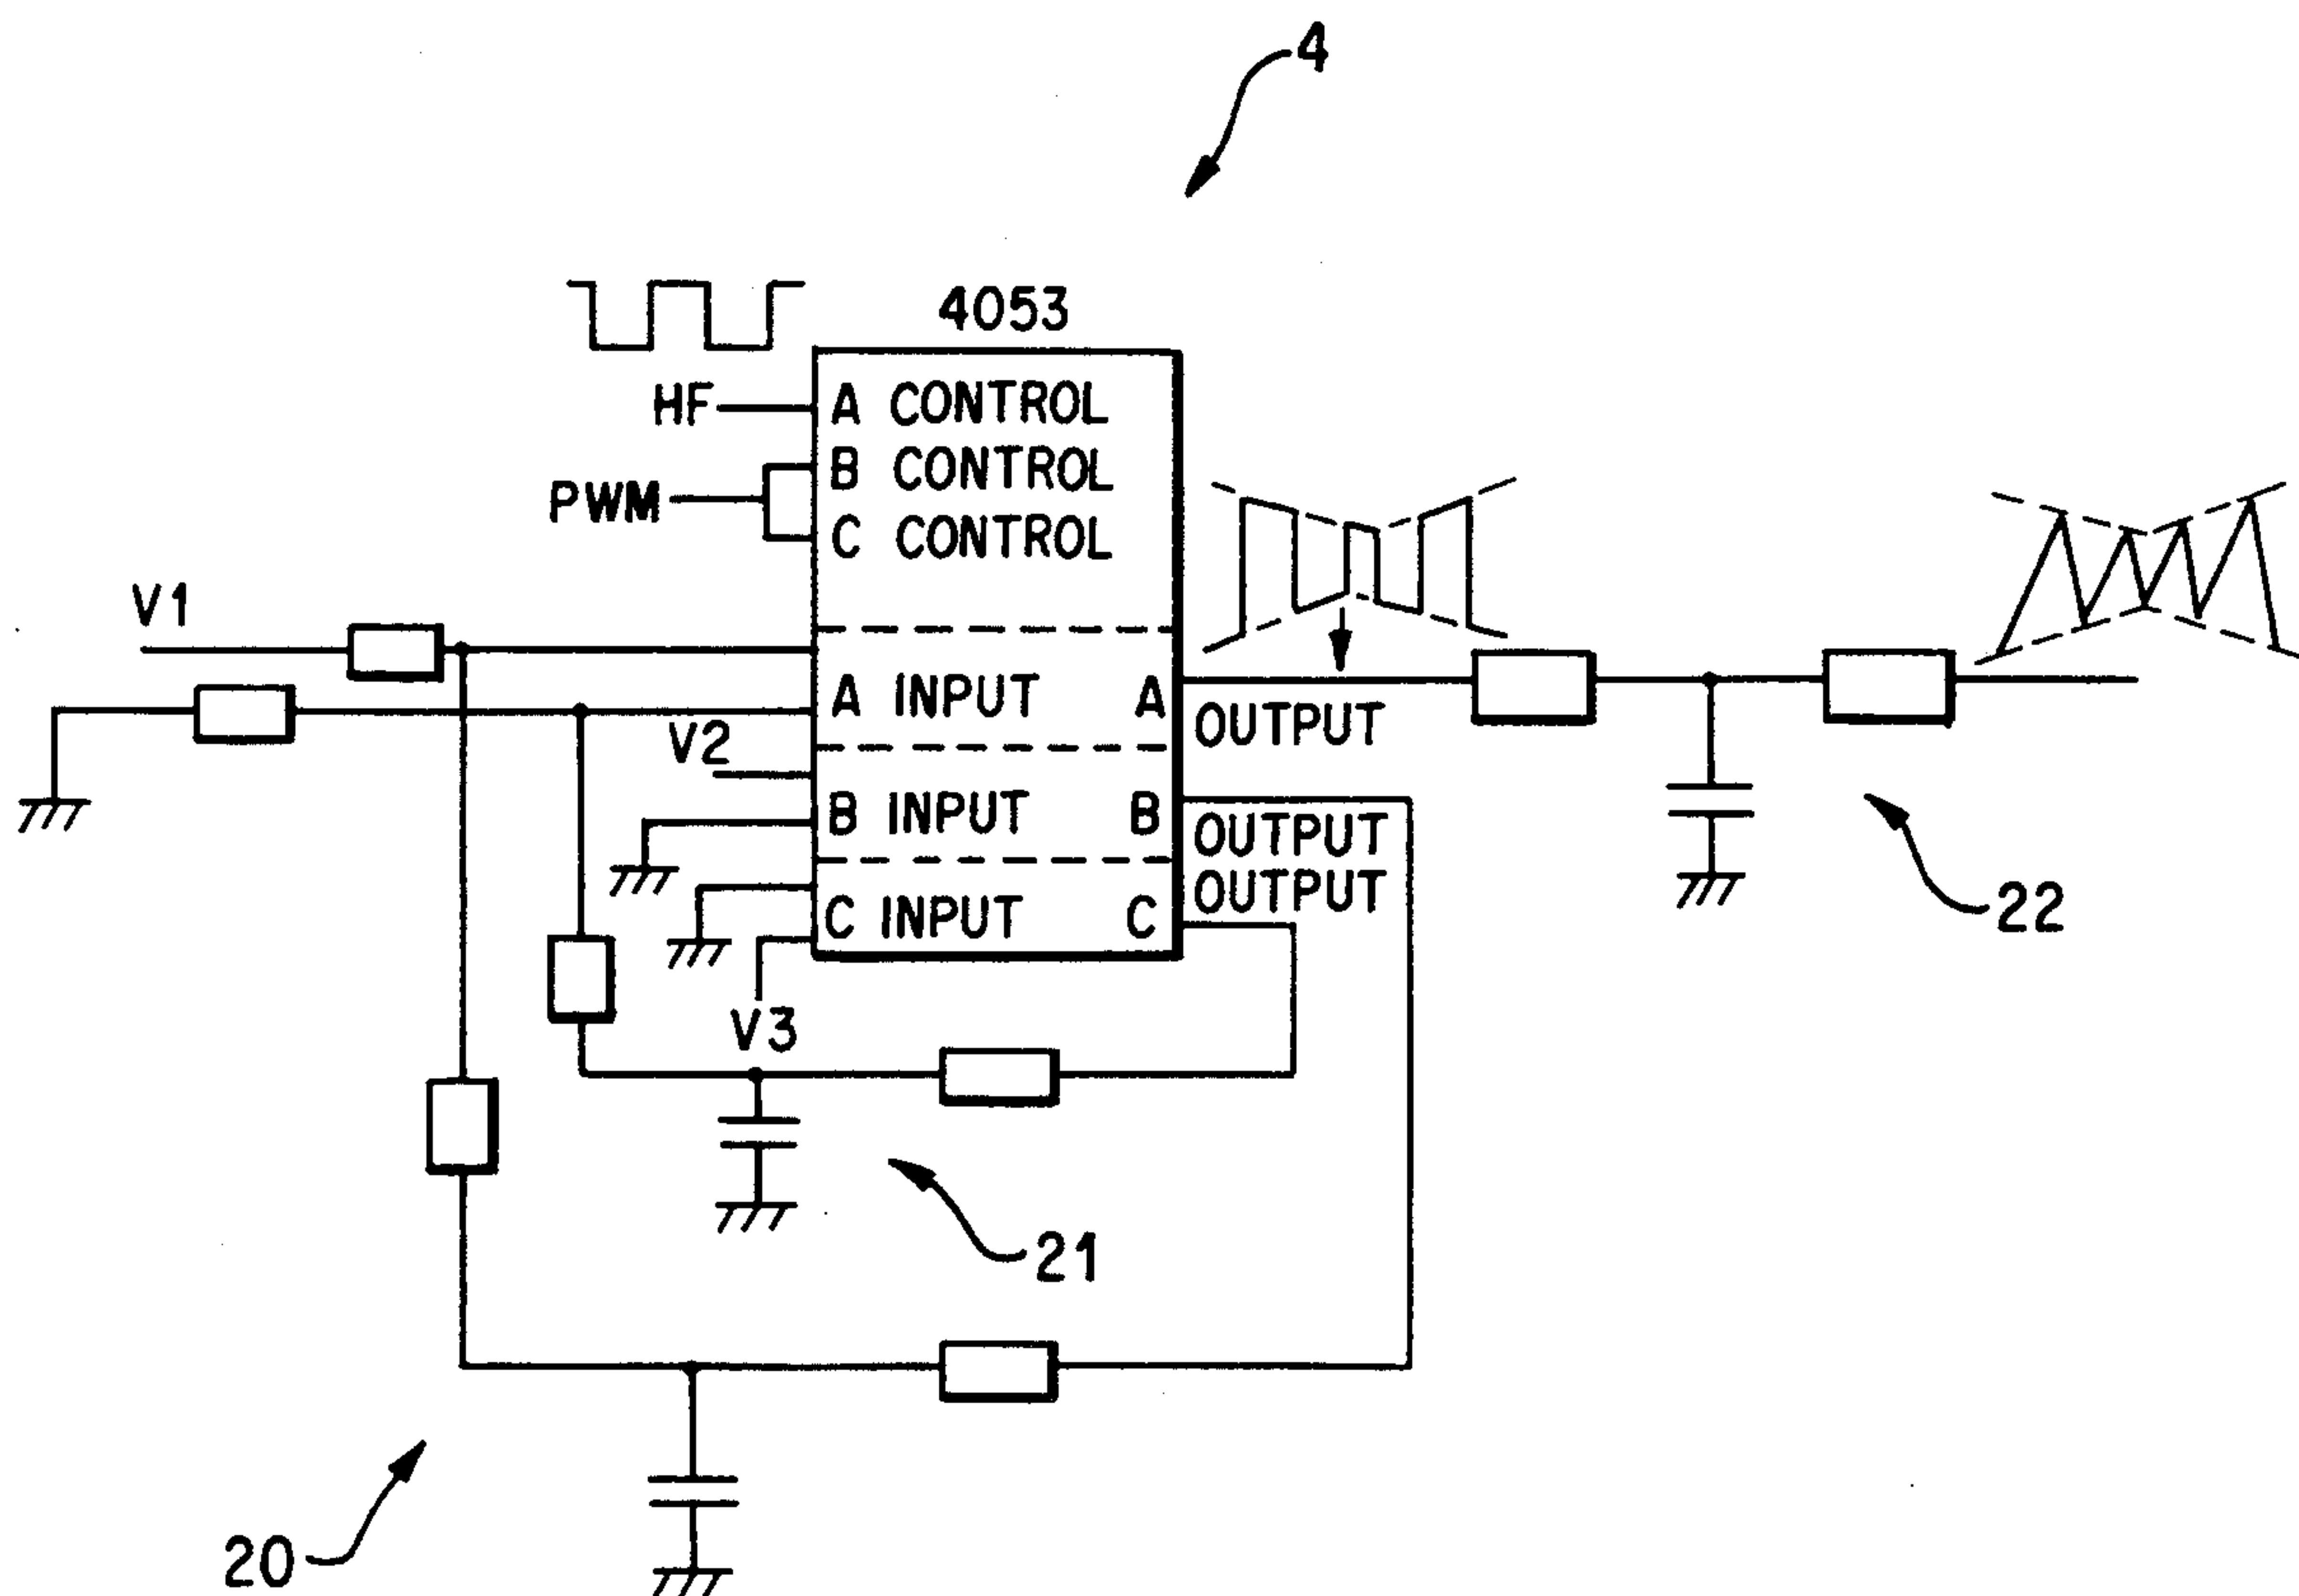 4
4053
HF
A CONTROL
B CONTROL
PWM
C CONTROL
V1
A INPUT A
OUTPUT
V2
B INPUT B
OUTPUT
OUTPUT
C INPUT C
22
V3
21
20